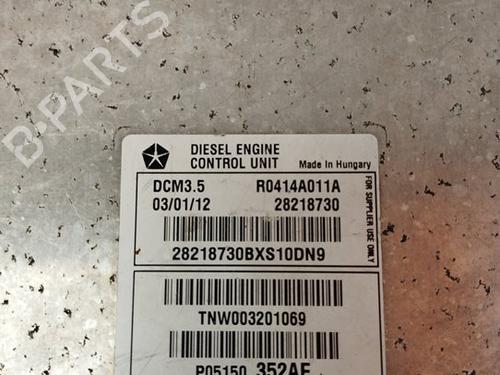 B-PARTS
DIESEL ENGINE
CONTROL UNIT
Made In Hungary
DCM3.5 R0414A011A
03/01/12 28218730
28218730BXS10DN9
FOR SUPPLIER USE ONLY
TNW003201069
P05150 352AE